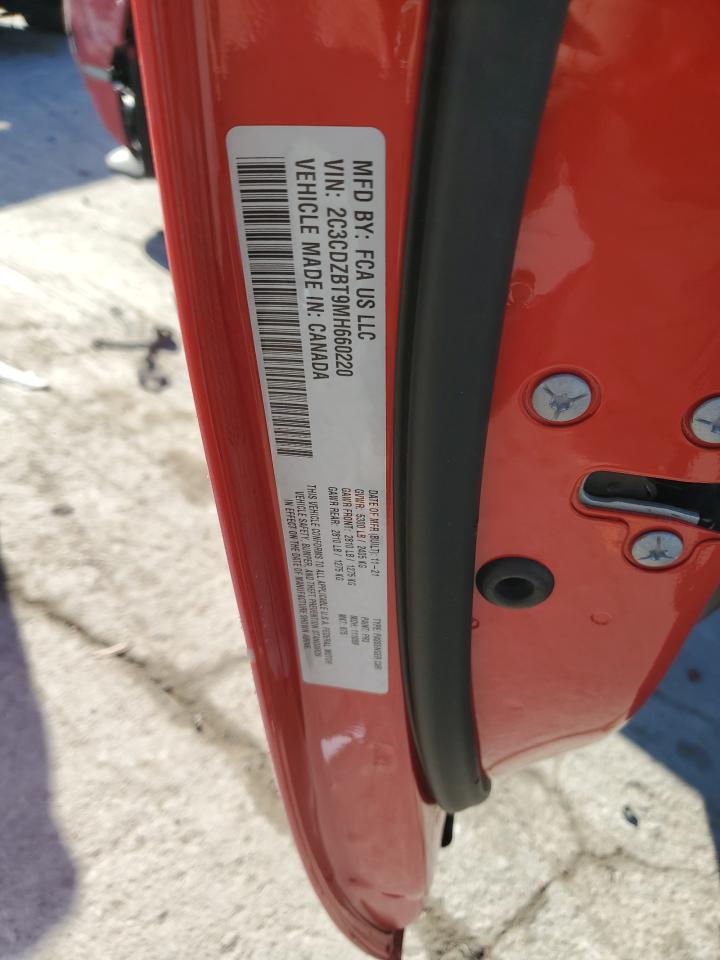 MFD BY: FCA US LLC
VIN: 2C3CDZBT9MH660220
VEHICLE MADE IN: CANADA
DATE OF MFR (BUILT): 11-21
GVWR: 5300 LB / 2405 KG
GAWR FRONT: 2810 LB / 1275 KG
GAWR REAR: 2810 LB / 1275 KG
TYPE: PASSENGER CAR
PAINT: PR3
MDH:
THIS VEHICLE CONFORMS TO ALL APPLICABLE U.S.A. FEDERAL MOTOR
VEHICLE SAFETY, BUMPER, AND THEFT PREVENTION STANDARDS
IN EFFECT ON THE DATE OF MANUFACTURE SHOWN ABOVE.